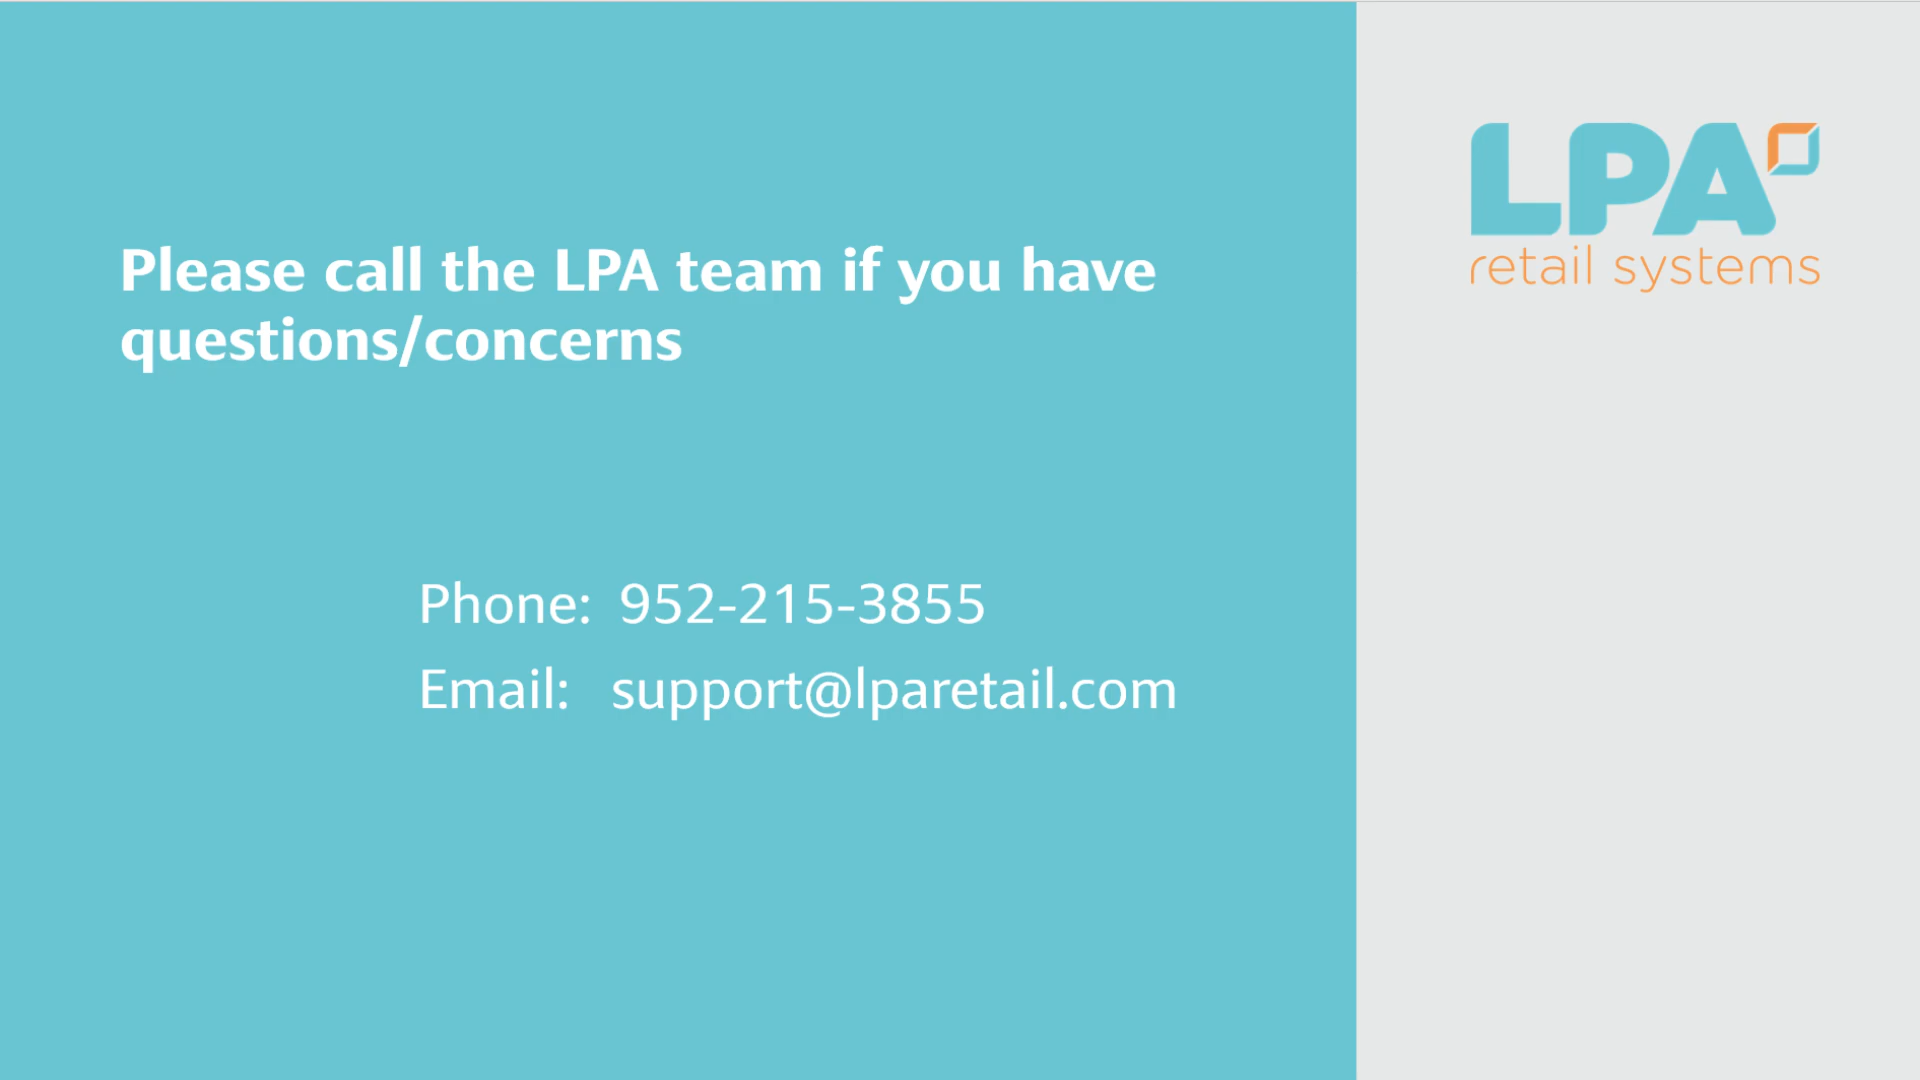 Please call the LPA team if you have
questions/concerns
Phone: 952-215-3855
Email: support@lparetail.com
LPA
retail systems